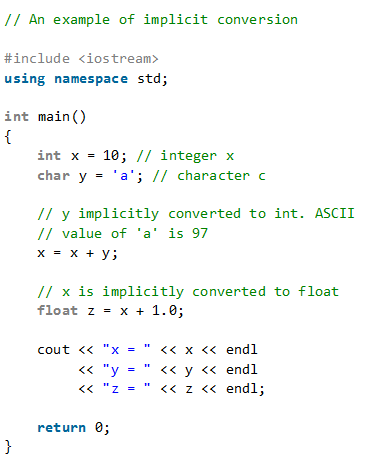 // An example of implicit conversion
#include <iostream>
using namespace std;
int main()
{
int x = 10; // integer x
char y = 'a'; // character c
// y implicitly converted to int. ASCII
// value of 'a' is 97
x = x + y;
// x is implicitly converted to float
float z = x + 1.0;
cout << "x = " << x << endl
<< "y = " << y << endl
<< "z = " << z << endl;
return 0;
}